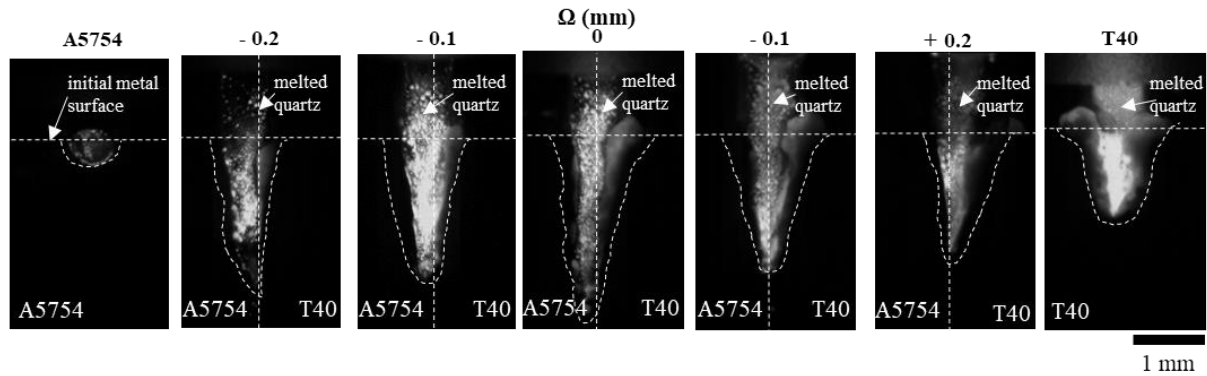 Ω (mm)
A5754 - 0.2 - 0.1 0 - 0.1 + 0.2 T40
initial metal
surface
melted
quartz
melted
quartz
melted
quartz
melted
quartz
melted
quartz
melted
quartz
A5754
A5754 T40
A5754 T40
A5754 T40
A5754 T40
A5754 T40
T40
1 mm